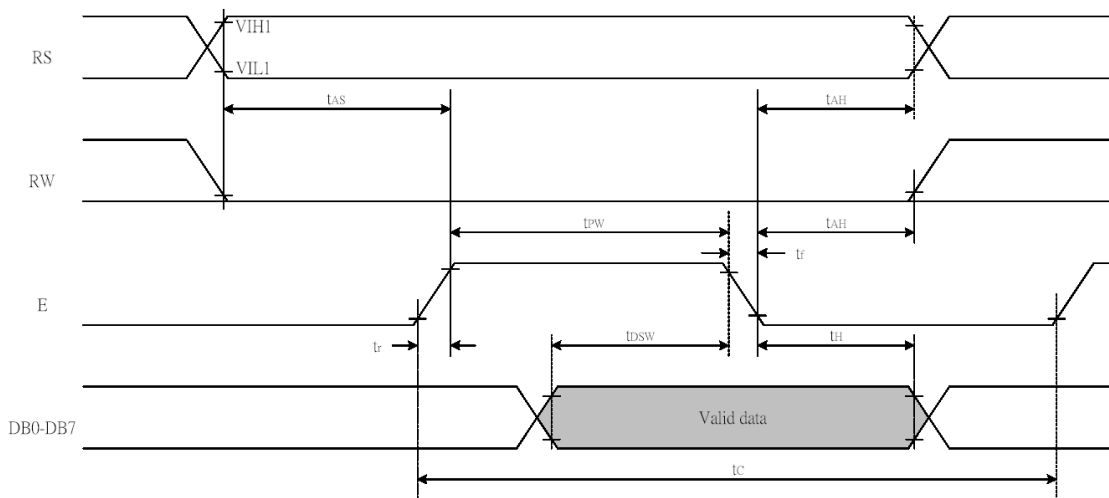 VIH1
RS
VIL1
tAS
tAH
RW
tPW
tAH
tf
E
tr
tDSW
tH
DB0-DB7
Valid data
tC